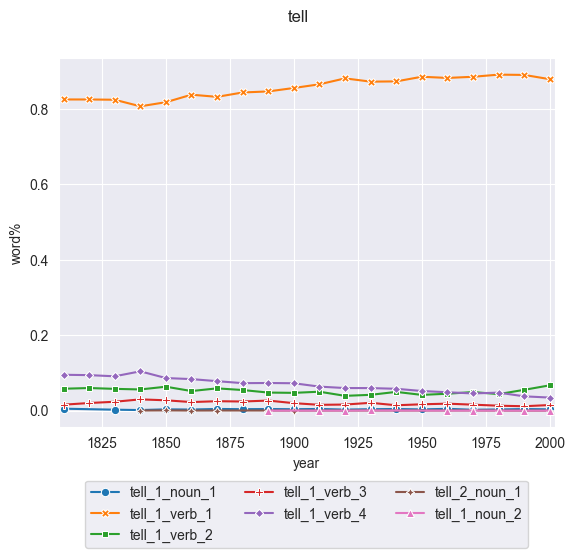 tell
word%
0.8
0.6
0.4
0.2
0.0
1825 1850 1875 1900 1925 1950 1975 2000
year
tell_1_noun_1 tell_1_verb_3 tell_2_noun_1
tell_1_verb_1 tell_1_verb_4 tell_1_noun_2
tell_1_verb_2